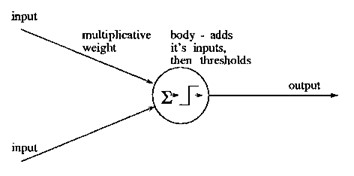 input
multiplicative
weight
body - adds
it's inputs,
then thresholds
Σ
output
input